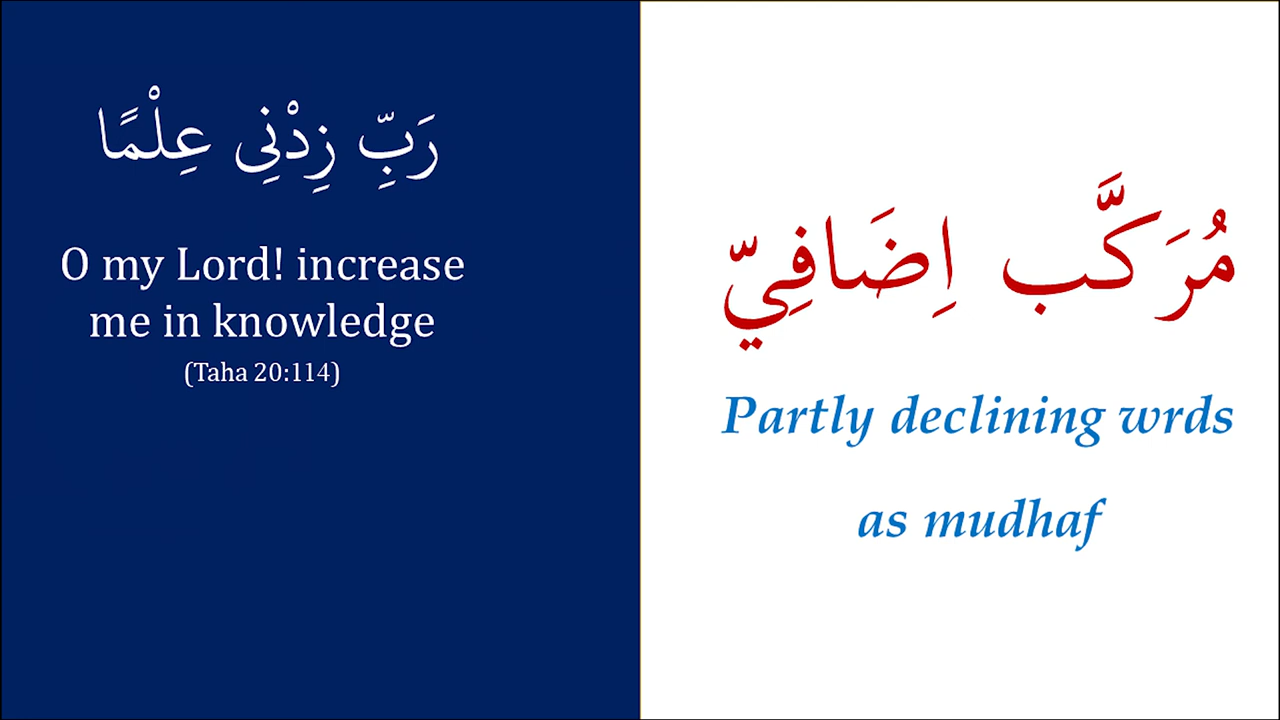 رَبِّ زِدْنِى عِلْمًا
O my Lord! increase
me in knowledge
(Taha 20:114)
مُرَكَّب اِضَافِيّ
Partly declining wrds
as mudhaf